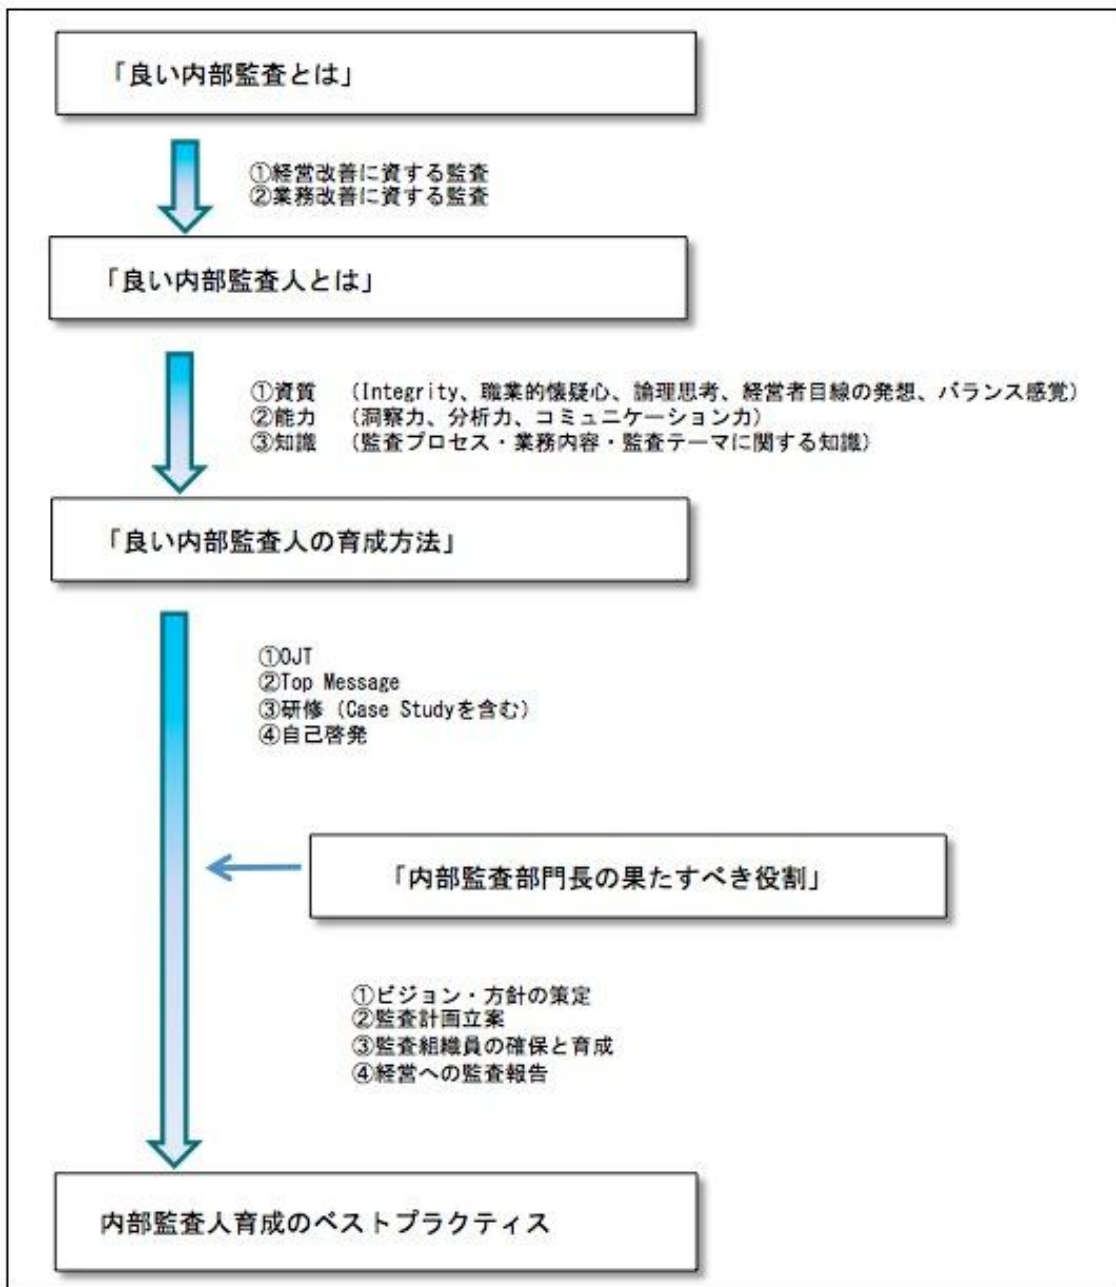 「良い内部監査とは」
①経営改善に資する監査
②業務改善に資する監査
「良い内部監査人とは」
①資質 (Integrity、職業的懐疑心、論理思考、経営者目線の発想、バランス感覚)
②能力 (洞察力、分析力、コミュニケーション力)
③知識 (監査プロセス・業務内容・監査テーマに関する知識)
「良い内部監査人の育成方法」
①OJT
②Top Message
③研修 (Case Studyを含む)
④自己啓発
「内部監査部門長の果たすべき役割」
①ビジョン・方針の策定
②監査計画立案
③監査組織員の確保と育成
④経営への監査報告
内部監査人育成のベストプラクティス